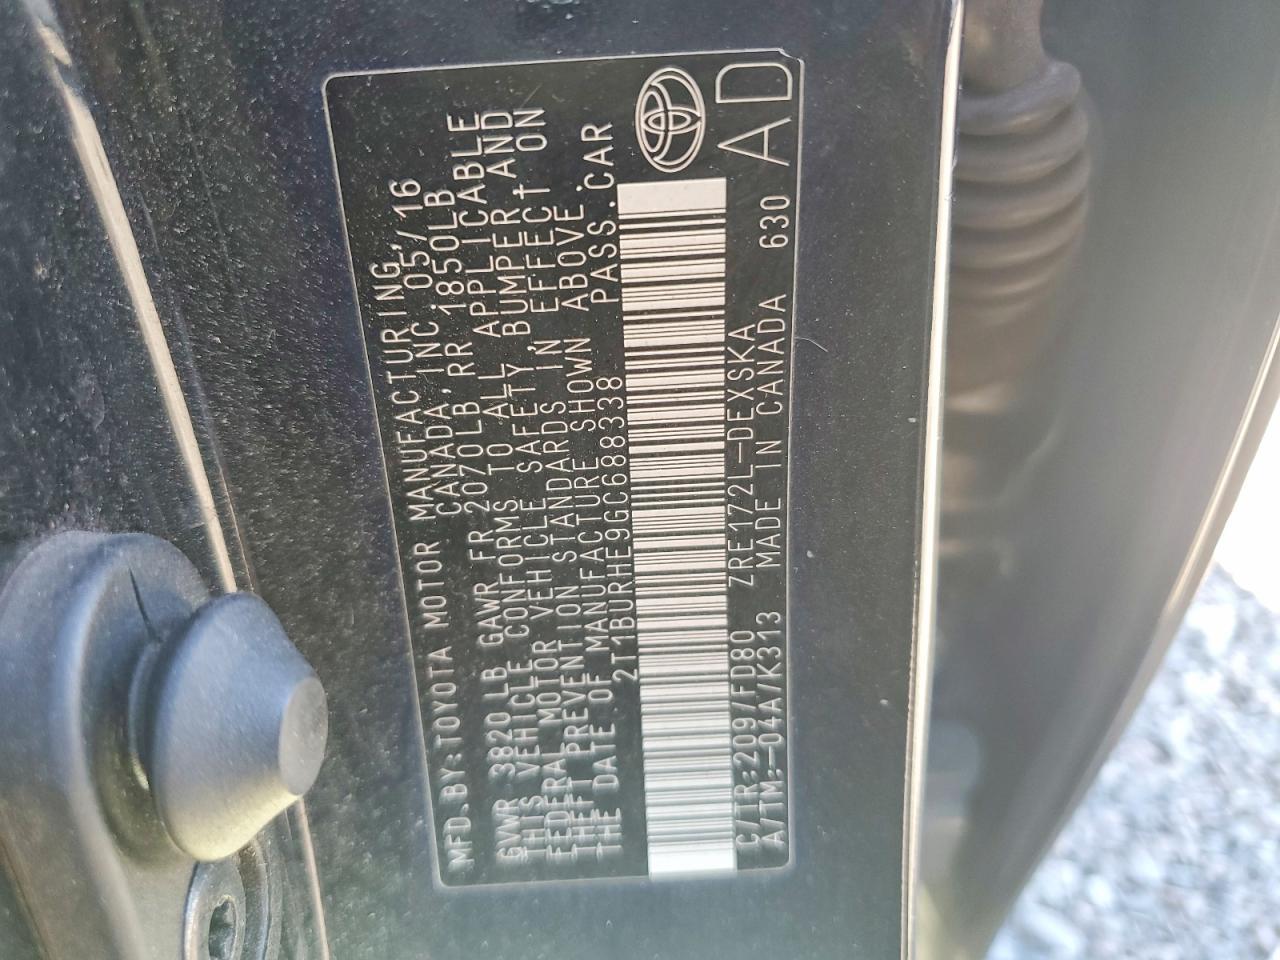 MFD.BY:TOYOTA MOTOR MANUFACTURING,
CANADA, INC. 05/16
GVWR 3820LB GAWR FR 2070LB, RR 1850LB
THIS VEHICLE CONFORMS TO ALL APPLICABLE
FEDERAL MOTOR VEHICLE SAFETY, BUMPER, AND
THEFT PREVENTION STANDARDS IN EFFECT ON
THE DATE OF MANUFACTURE SHOWN ABOVE.
2T1BURHE9GC688338 PASS.CAR
C/TR:209/FD80 ZRE172L-DEXSKA
A/TM:-04A/K313 MADE IN CANADA 630
AD